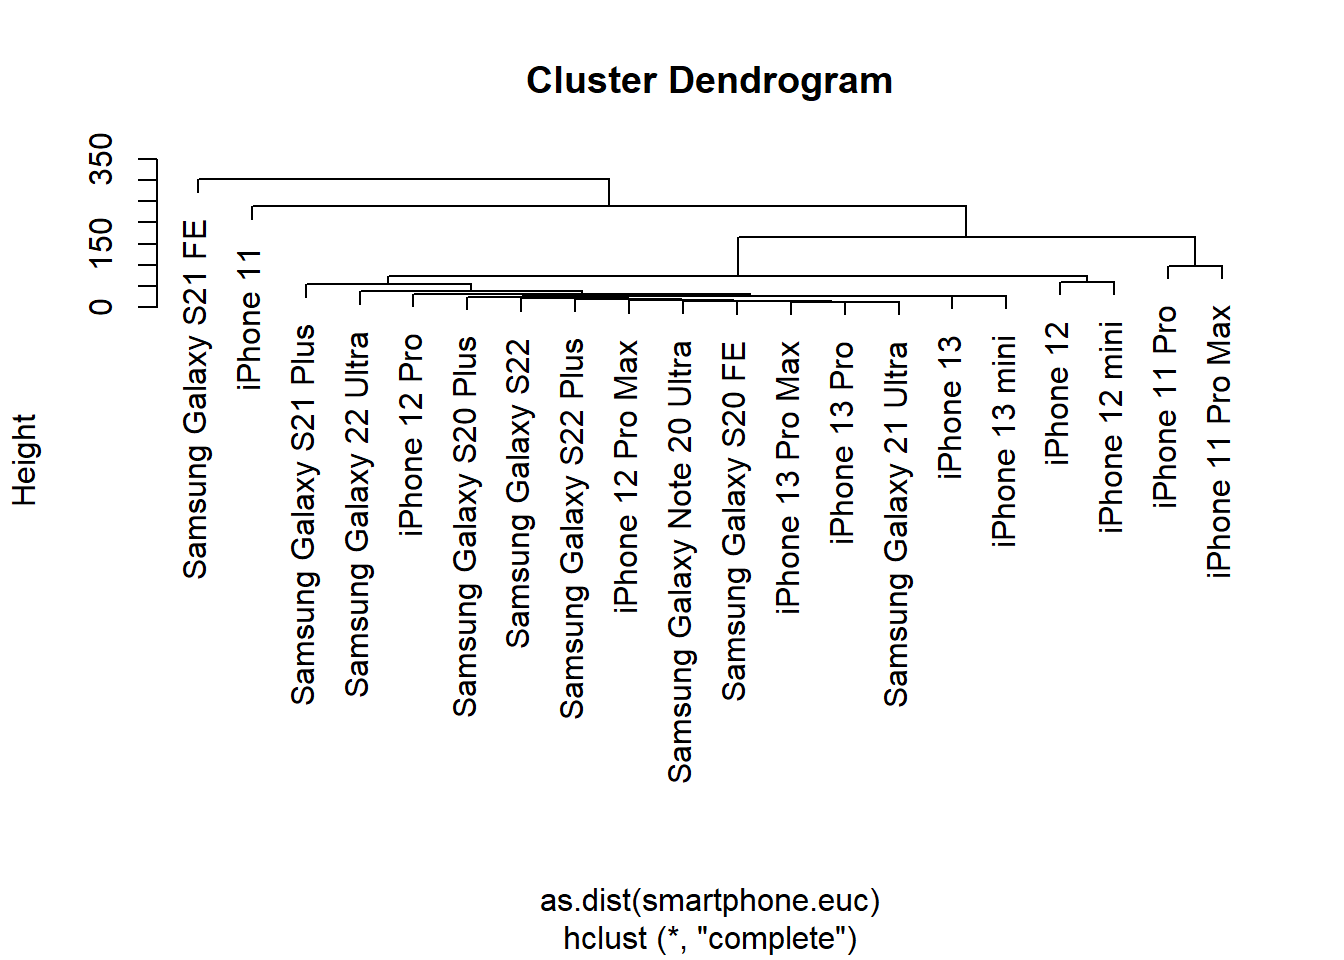 Cluster Dendrogram
Height
350
150
0
Samsung Galaxy S21 FE
iPhone 11
Samsung Galaxy S21 Plus
Samsung Galaxy 22 Ultra
iPhone 12 Pro
Samsung Galaxy S20 Plus
Samsung Galaxy S22
Samsung Galaxy S22 Plus
iPhone 12 Pro Max
Samsung Galaxy Note 20 Ultra
Samsung Galaxy S20 FE
iPhone 13 Pro Max
iPhone 13 Pro
Samsung Galaxy 21 Ultra
iPhone 13
iPhone 13 mini
iPhone 12
iPhone 12 mini
iPhone 11 Pro
iPhone 11 Pro Max
as.dist(smartphone.euc)
hclust (*, "complete")